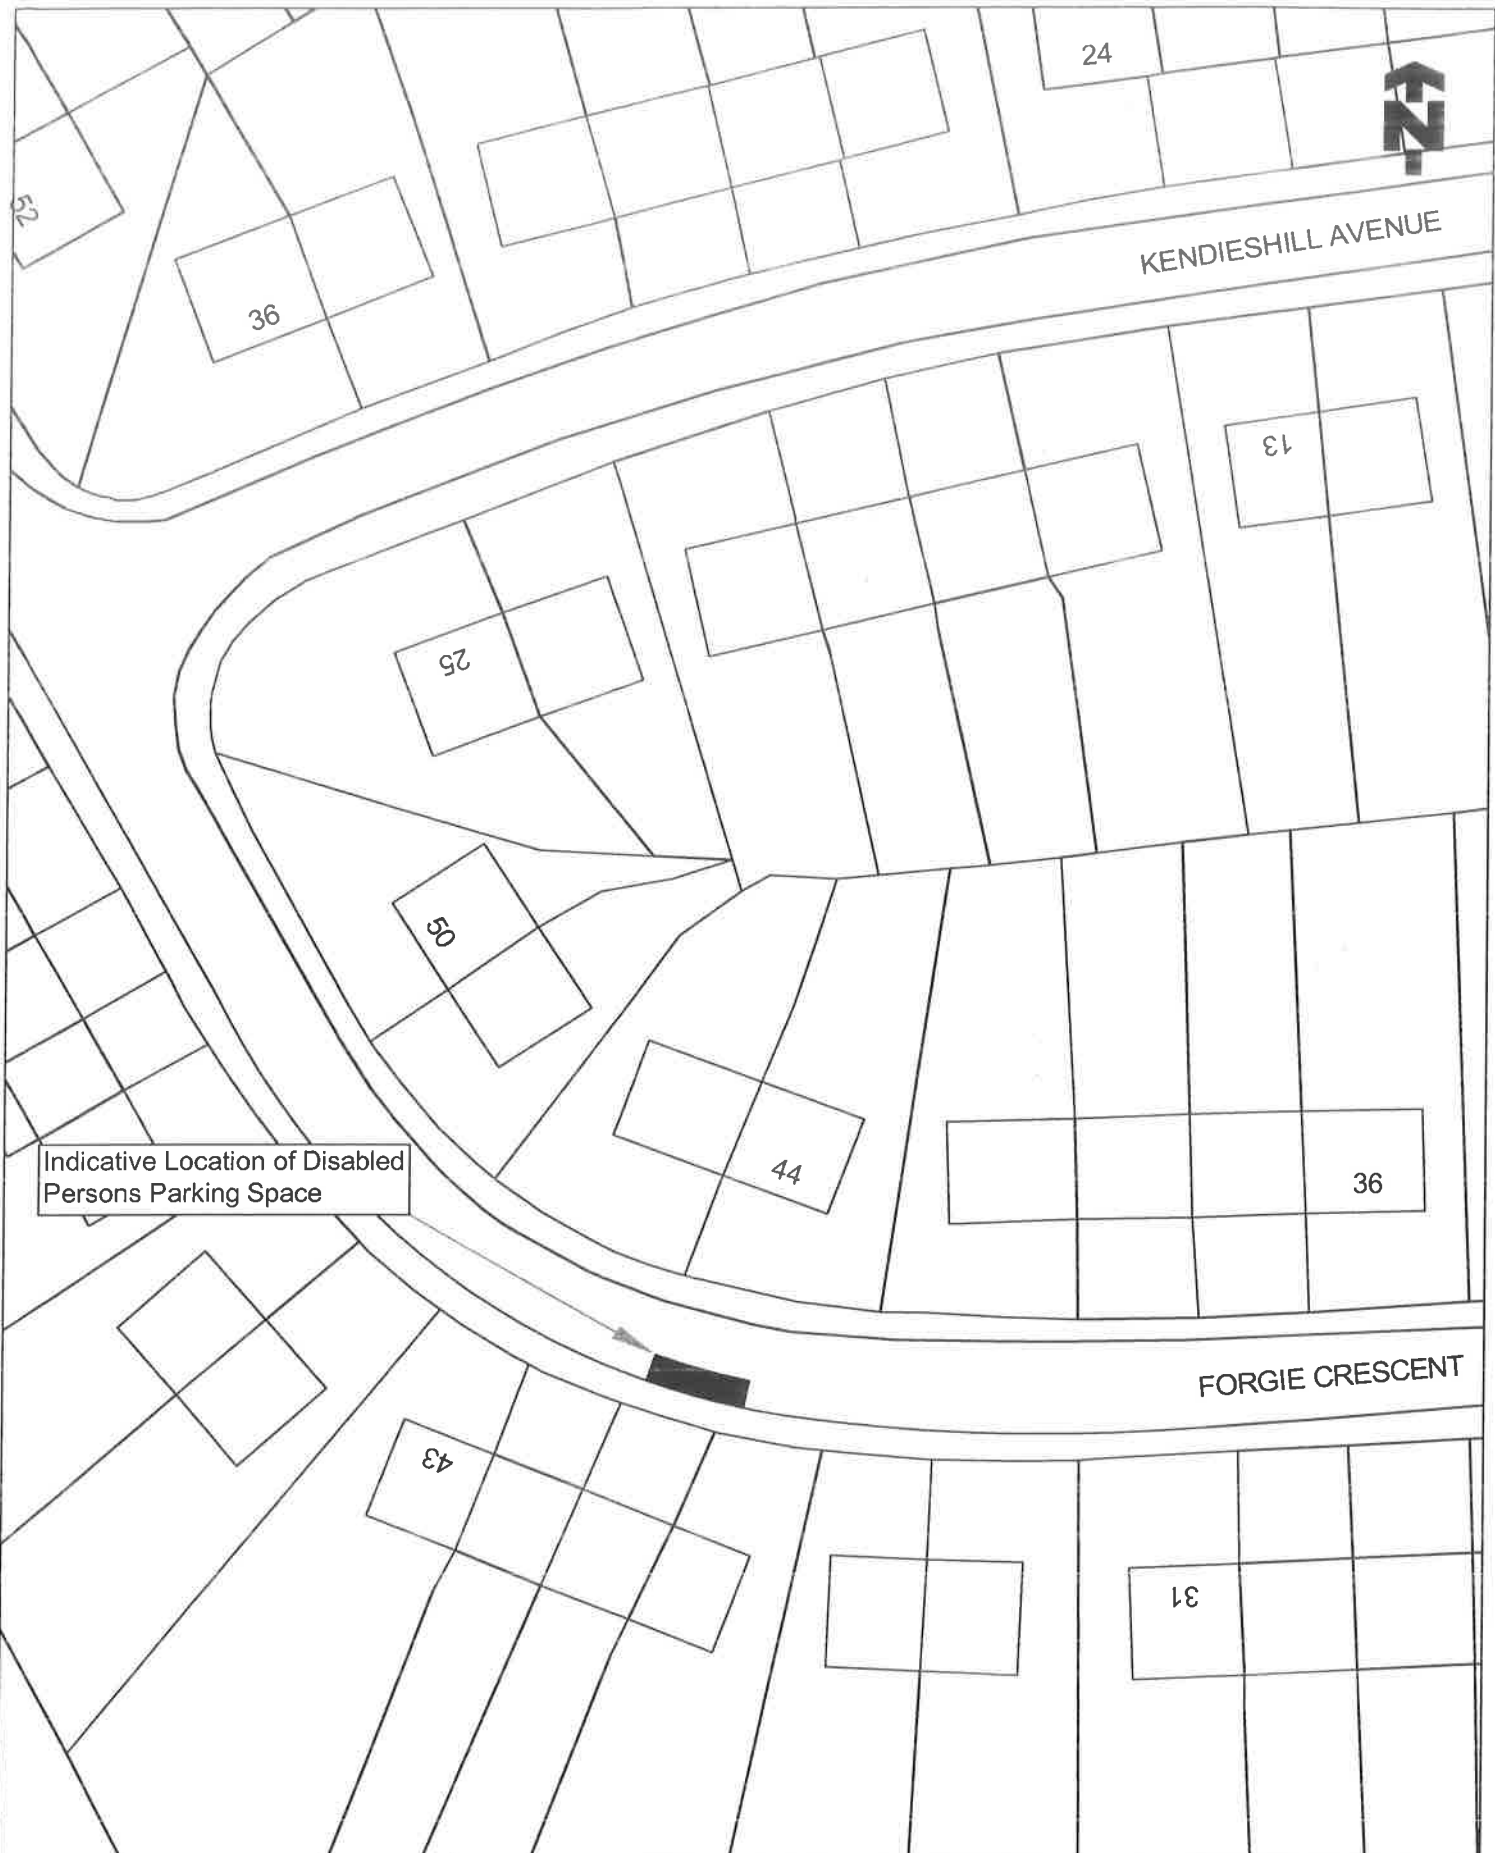 24
N
52
KENDIESHILL AVENUE
36
13
25
50
44
36
Indicative Location of Disabled
Persons Parking Space
FORGIE CRESCENT
43
31